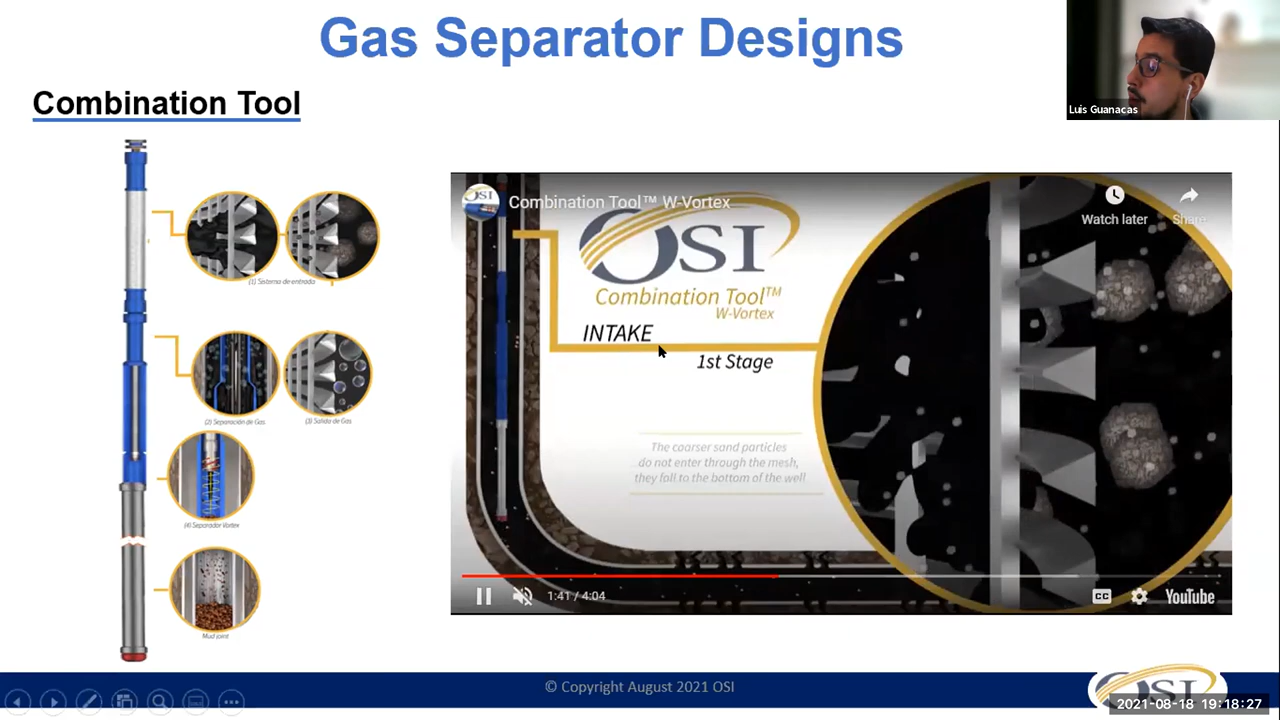 Gas Separator Designs
Luis Guanacas
Combination Tool
(1) Sistema de entrada
(2) Separación de Gas.
(3) Salida de Gas
(4) Separador Vortex
Mud joint
OSI
Combination Tool™ W-Vortex
Watch later
Share
OSI
Combination Tool™
W-Vortex
INTAKE
1st Stage
The coarser sand particles
do not enter through the mesh,
they fall to the bottom of the well
1:41 / 4:04
CC
YouTube
© Copyright August 2021 OSI
OSI
2021-08-18 19:18:27